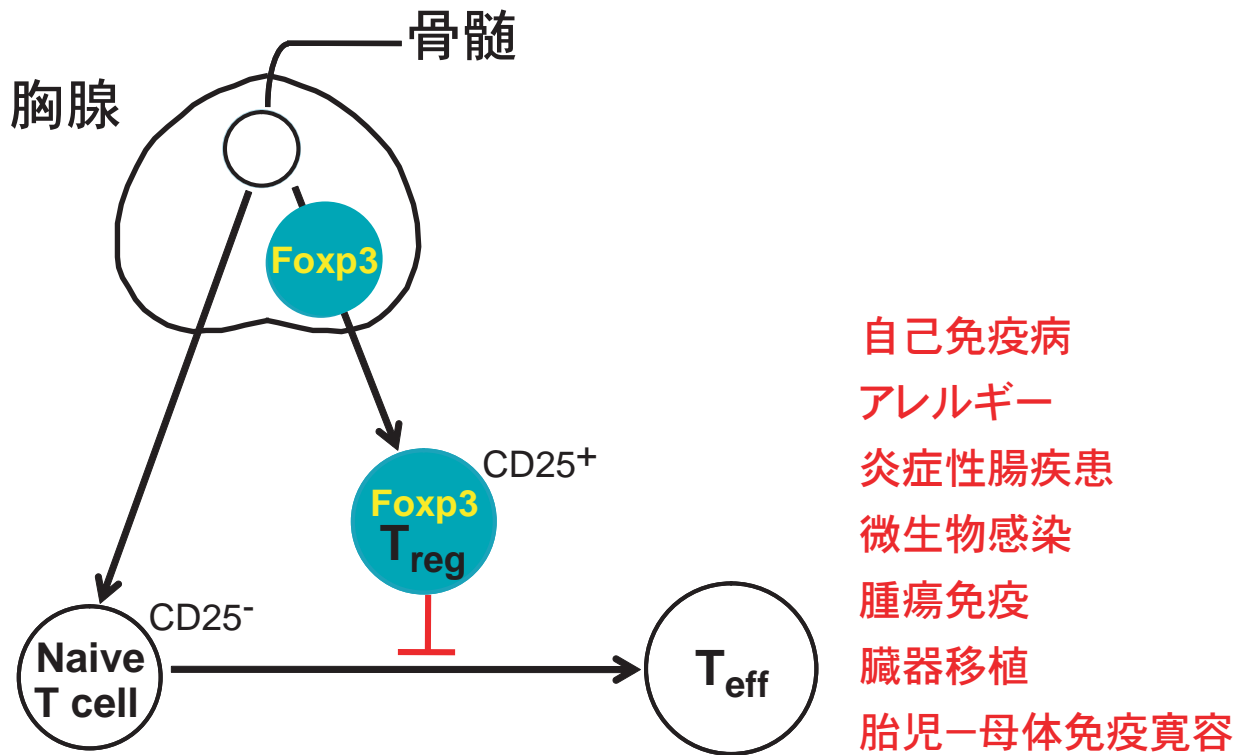 骨髄
胸腺
Foxp3
CD25+
Foxp3
Treg
CD25-
Naive
T cell
Teff
自己免疫病
アレルギー
炎症性腸疾患
微生物感染
腫瘍免疫
臓器移植
胎児ー母体免疫寛容